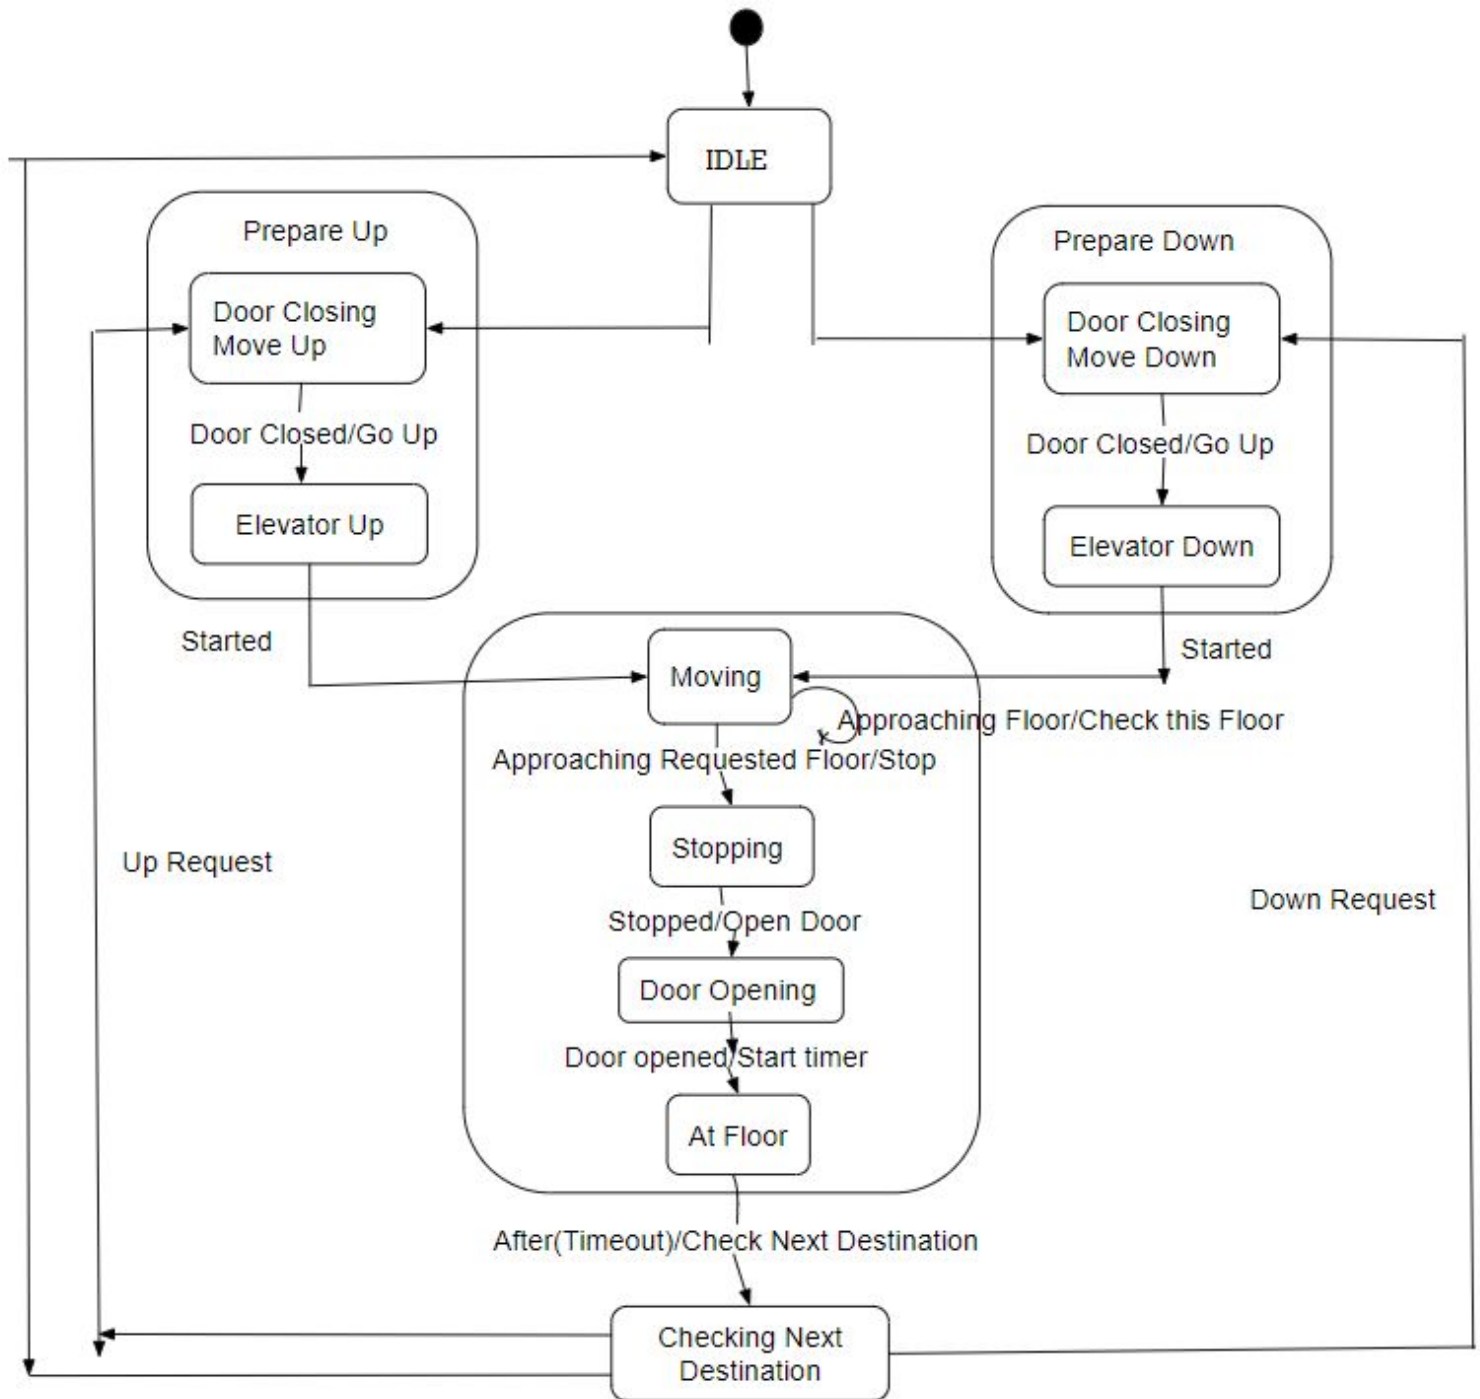 IDLE
Prepare Up
Prepare Down
Door Closing
Move Up
Door Closing
Move Down
Door Closed/Go Up
Door Closed/Go Up
Elevator Up
Elevator Down
Started
Started
Moving
Approaching Floor/Check this Floor
Approaching Requested Floor/Stop
Stopping
Up Request
Down Request
Stopped/Open Door
Door Opening
Door opened/Start timer
At Floor
After(Timeout)/Check Next Destination
Checking Next
Destination